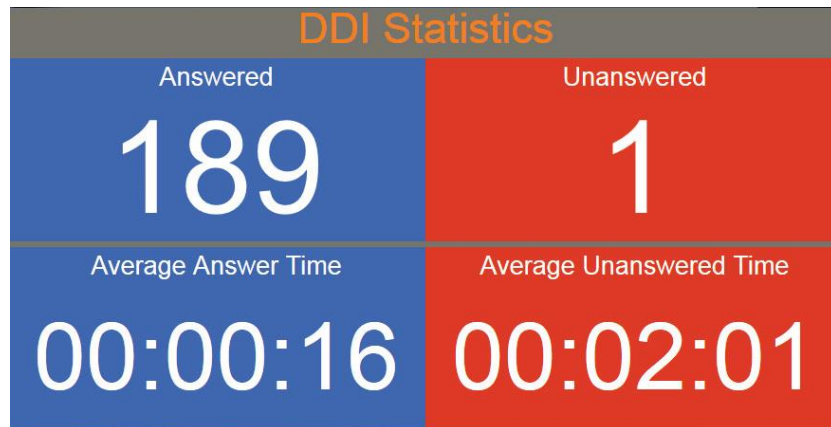 DDI Statistics
Answered
189
Unanswered
1
Average Answer Time
00:00:16
Average Unanswered Time
00:02:01